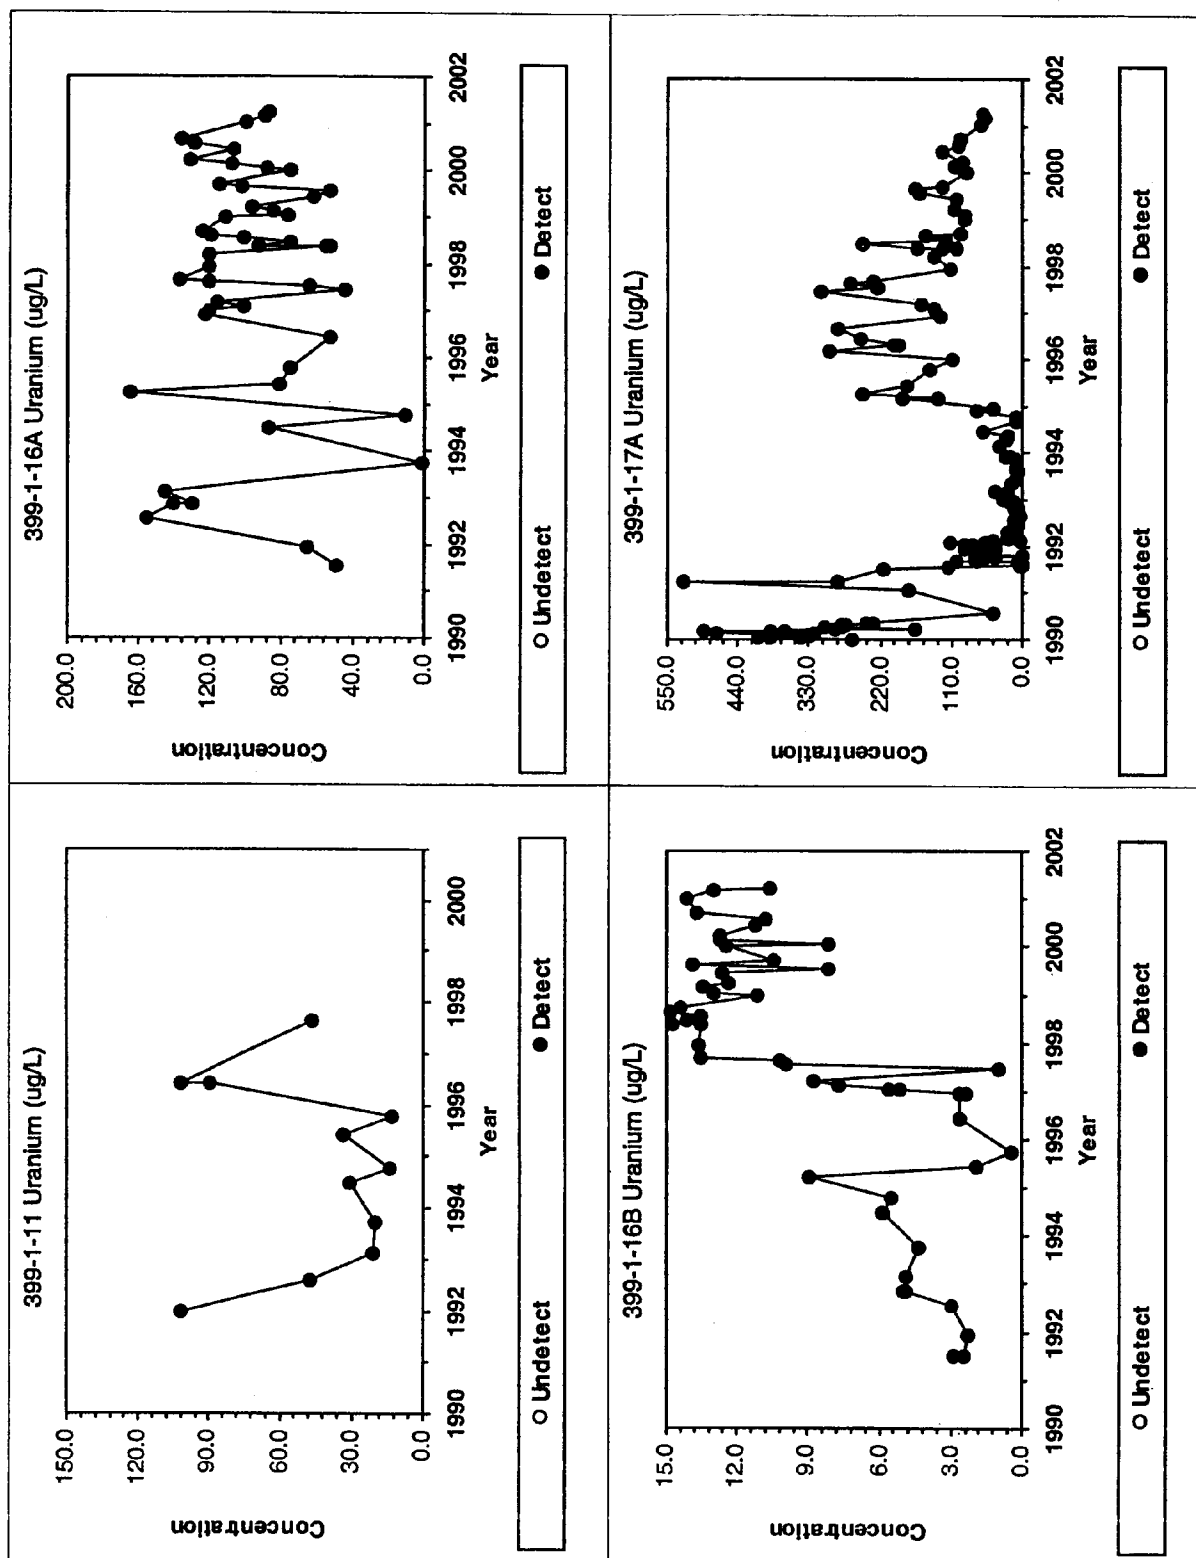 399-1-11 Uranium (ug/L)
Concentration
150.0
120.0
90.0
60.0
30.0
0.0
1990
1992
1994
1996
1998
2000
Year
Undetect
Detect
399-1-16A Uranium (ug/L)
Concentration
200.0
160.0
120.0
80.0
40.0
0.0
1990
1992
1994
1996
1998
2000
2002
Year
Undetect
Detect
399-1-16B Uranium (ug/L)
Concentration
15.0
12.0
9.0
6.0
3.0
0.0
1990
1992
1994
1996
1998
2000
2002
Year
Undetect
Detect
399-1-17A Uranium (ug/L)
Concentration
550.0
440.0
330.0
220.0
110.0
0.0
1990
1992
1994
1996
1998
2000
2002
Year
Undetect
Detect